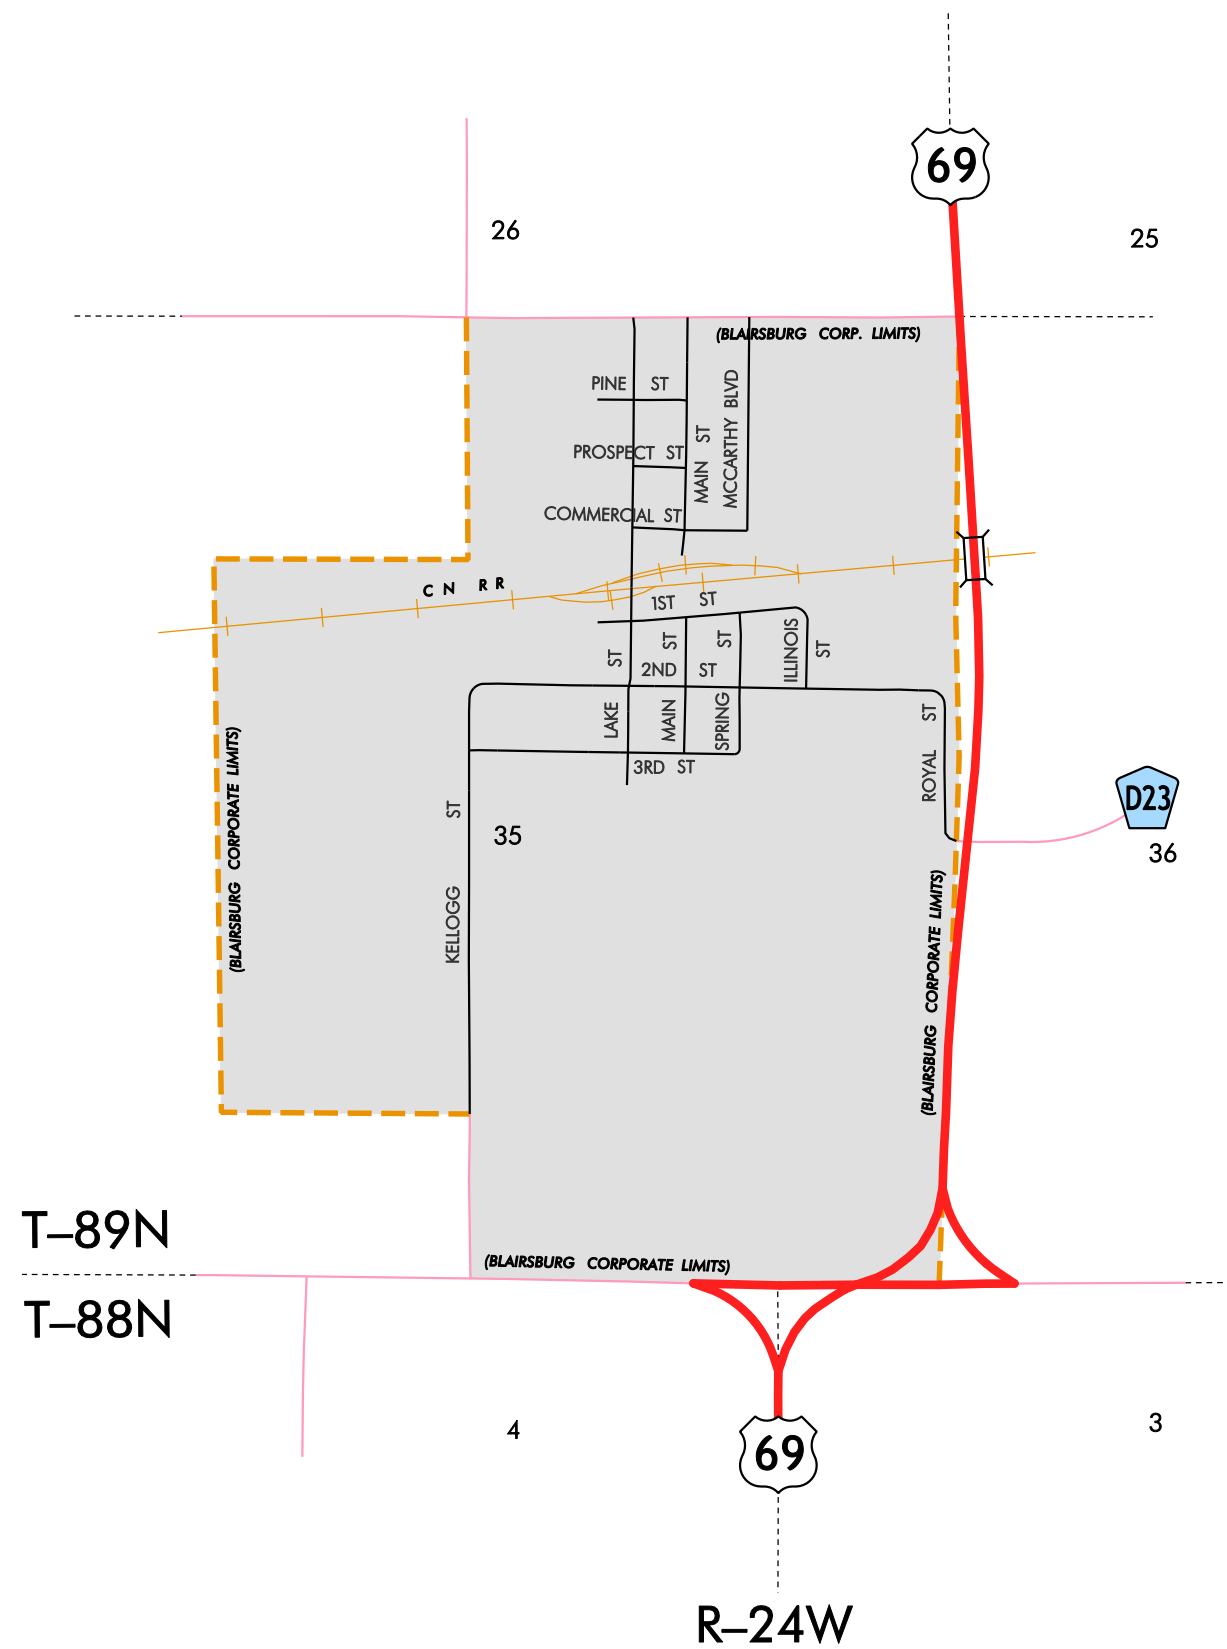 69
26
25
(BLAIRSBURG CORP. LIMITS)
PINE ST
MAIN ST
MCCARTHY BLVD
PROSPECT ST
COMMERCIAL ST
C N R R
1ST ST
LAKE ST
MAIN ST
SPRING ST
ILLINOIS ST
2ND ST
3RD ST
ROYAL ST
(BLAIRSBURG CORPORATE LIMITS)
KELLOGG ST
35
D23
36
(BLAIRSBURG CORPORATE LIMITS)
T–89N
(BLAIRSBURG CORPORATE LIMITS)
T–88N
4
3
69
R–24W